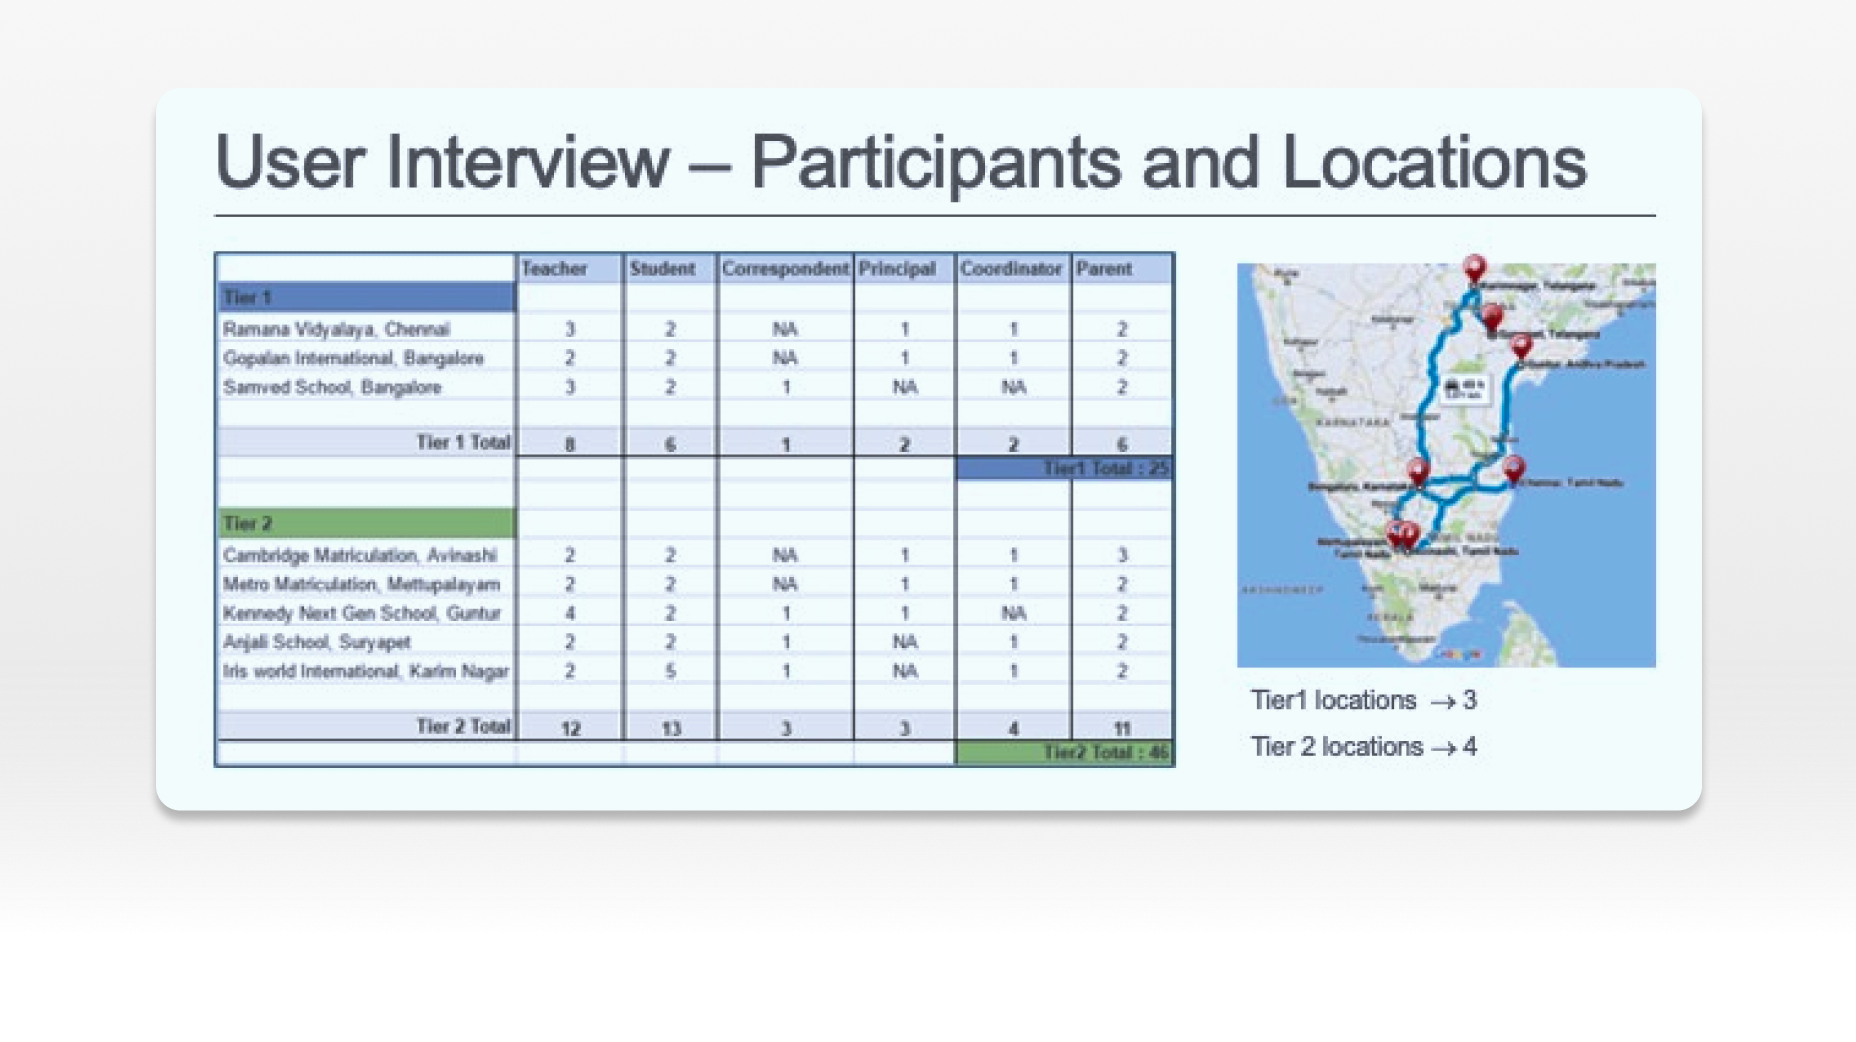 User Interview – Participants and Locations
Teacher Student Correspondent Principal Coordinator Parent
Tier 1
Ramana Vidyalaya, Chennai 3 2 NA 1 1 2
Gopalan International, Bangalore 2 2 NA 1 1 2
Samved School, Bangalore 3 2 1 NA NA 2
Tier 1 Total 8 6 1 2 2 6
Tier1 Total : 25
Tier 2
Cambridge Matriculation, Avinashi 2 2 NA 1 1 3
Metro Matriculation, Mettupalayam 2 2 NA 1 1 2
Kennedy Next Gen School, Guntur 4 2 1 1 NA 2
Anjali School, Suryapet 2 2 1 NA 1 2
Iris world International, Karim Nagar 2 5 1 NA 1 2
Tier 2 Total 12 13 3 3 4 11
Tier2 Total : 46
Karimnagar, Telangana
Suryapet, Telangana
Guntur, Andhra Pradesh
KARNATAKA
Bengaluru, Karnataka
Chennai, Tamil Nadu
Tamil Nadu
Avinashi, Tamil Nadu
KERALA
Tier1 locations → 3
Tier 2 locations → 4